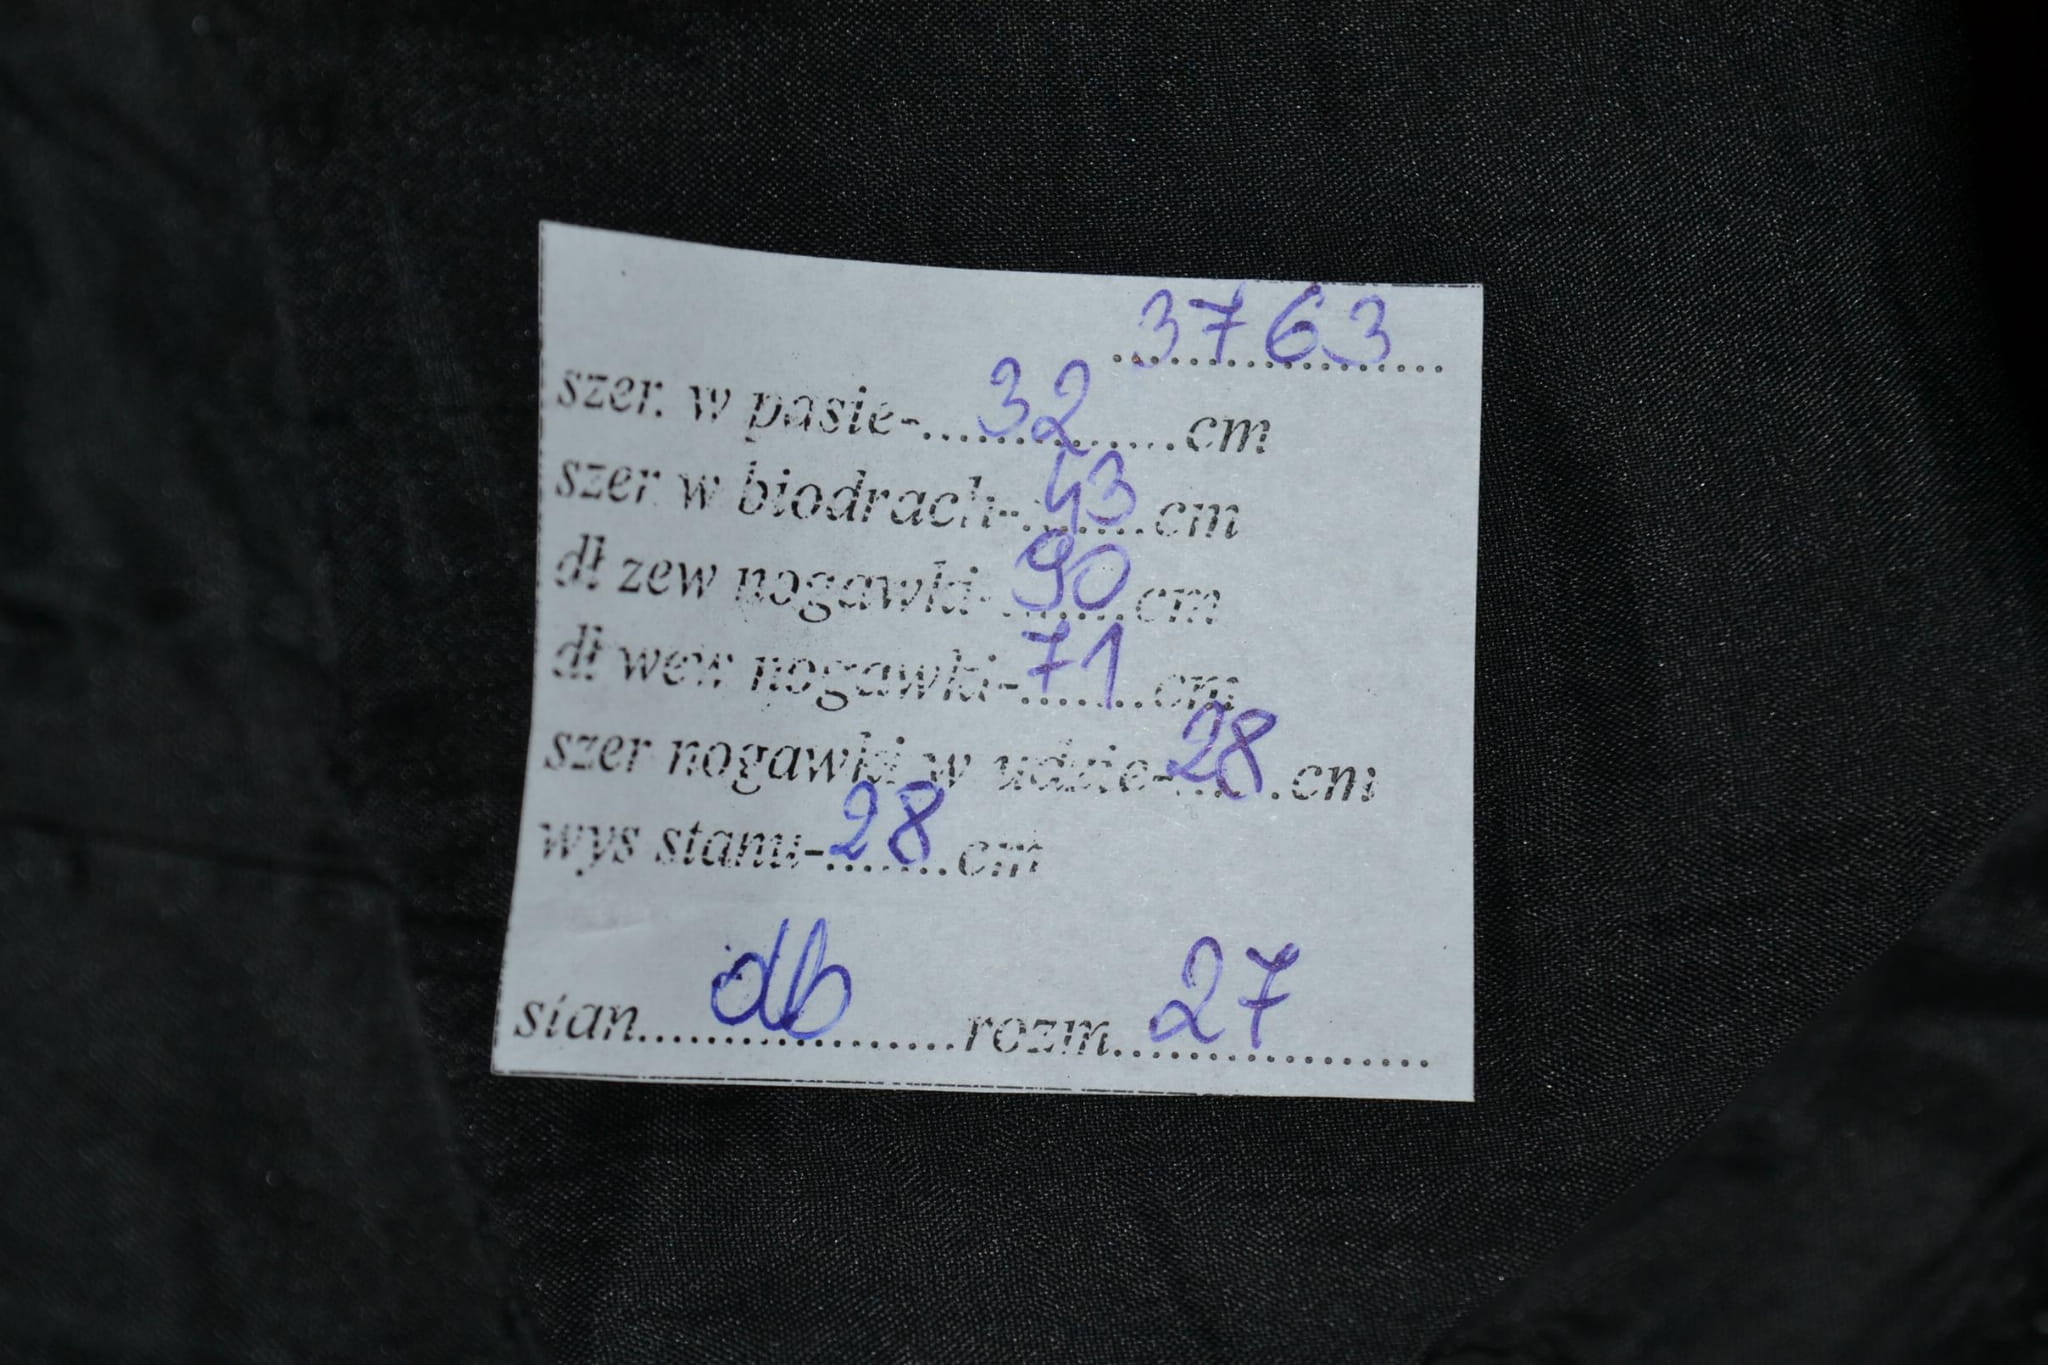 3763
szer. w pasie-....32....cm
szer. w biodrach-..43..cm
dł zew nogawki-..90..cm
dł wew nogawki-..71..cm
szer nogawki w udzie-..28..cm
wys stanu-..28..cm
stan....db....rozm....27....